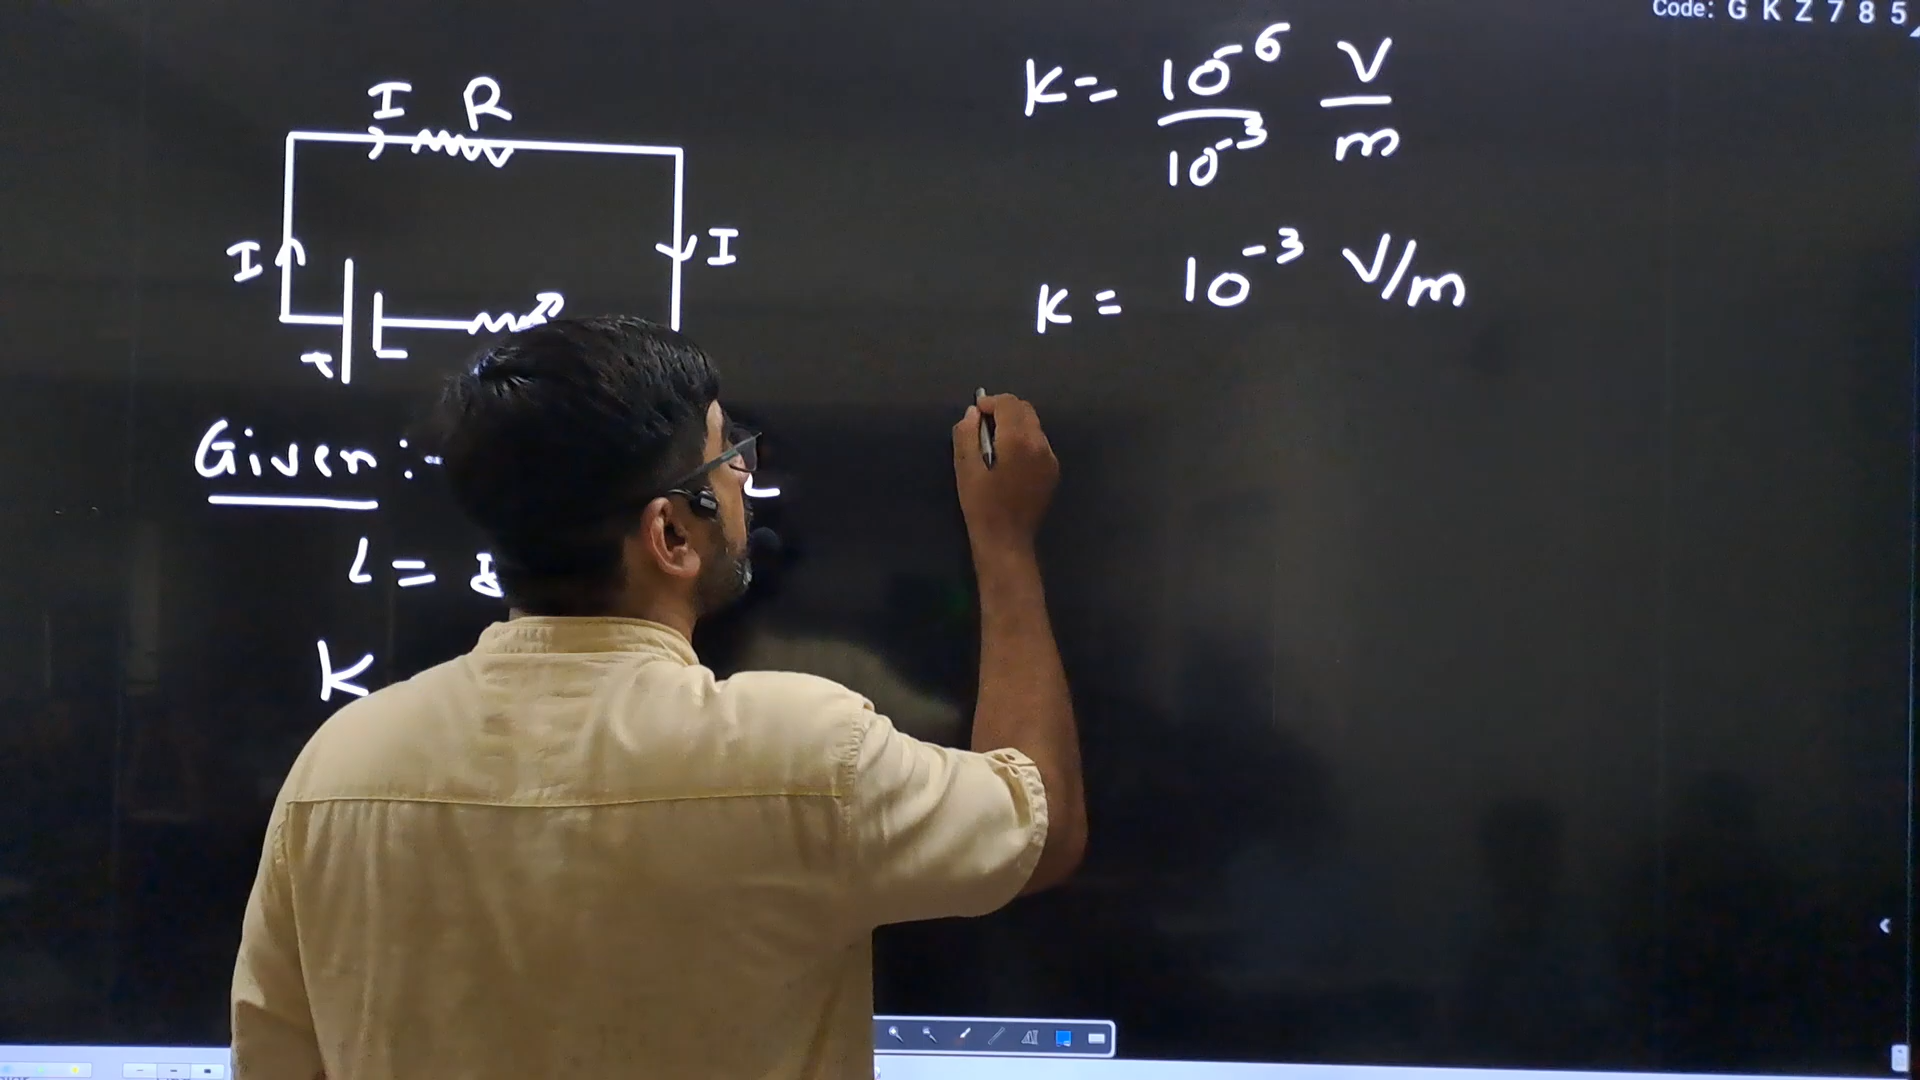 Code: G K Z 7 8 5
I R
I
I
+
Given :-
L =
K
K = 10^-6 / 10^-3 V/m
K = 10^-3 V/m